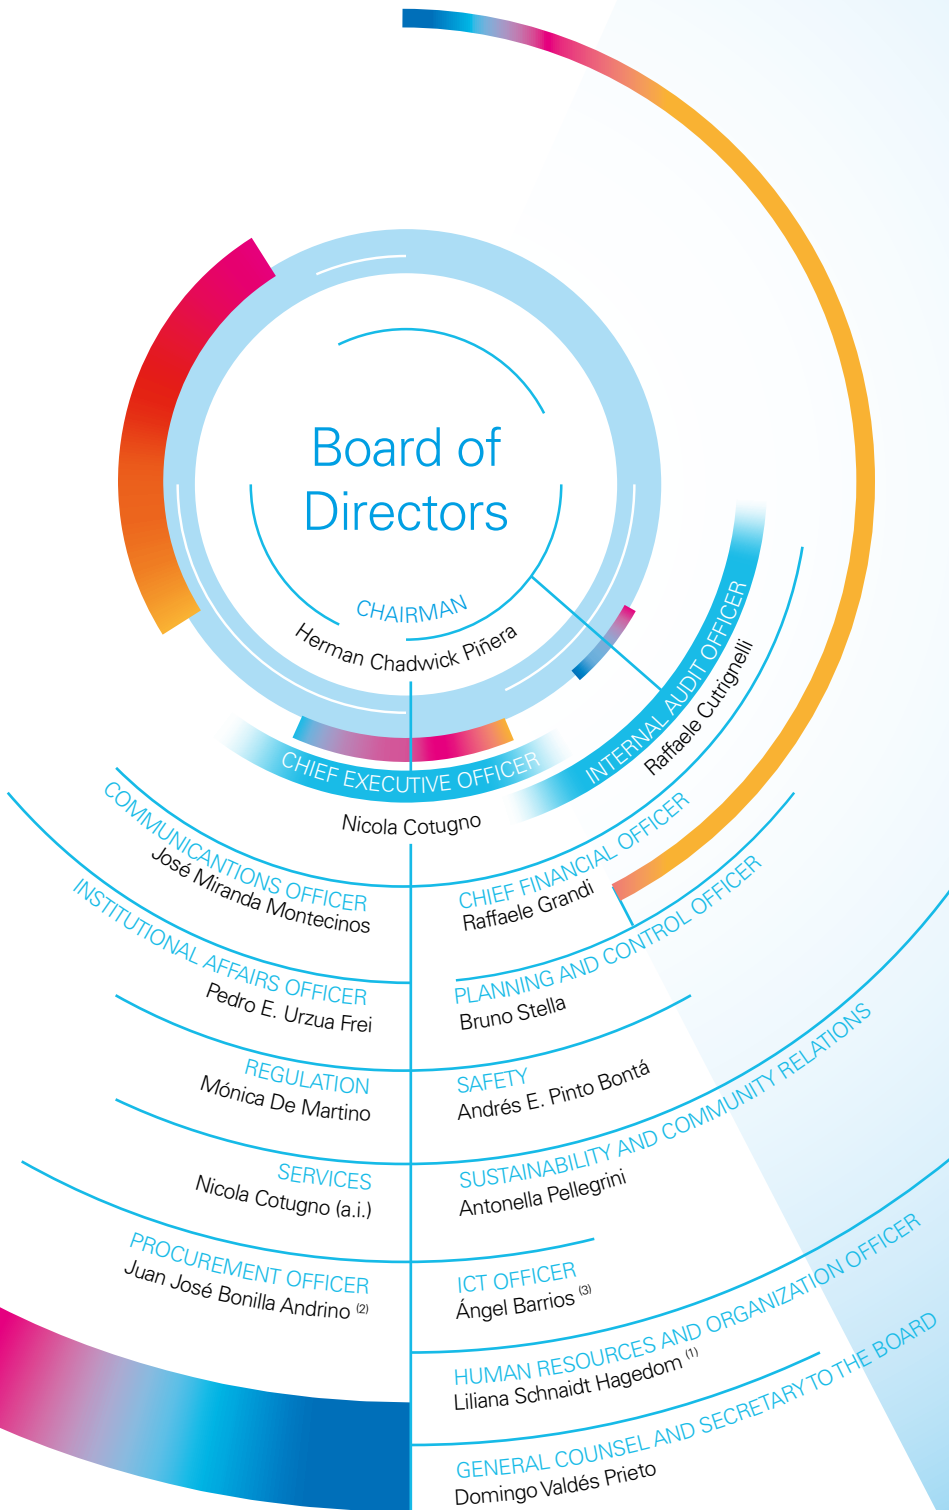 Board of
Directors
CHAIRMAN
Herman Chadwick Piñera
INTERNAL AUDIT OFFICER
Raffaele Cutrignelli
CHIEF EXECUTIVE OFFICER
Nicola Cotugno
COMMUNICANTIONS OFFICER
José Miranda Montecinos
CHIEF FINANCIAL OFFICER
Raffaele Grandi
INSTITUTIONAL AFFAIRS OFFICER
Pedro E. Urzua Frei
PLANNING AND CONTROL OFFICER
Bruno Stella
REGULATION
Mónica De Martino
SAFETY
Andrés E. Pinto Bontá
SERVICES
Nicola Cotugno (a.i.)
SUSTAINABILITY AND COMMUNITY RELATIONS
Antonella Pellegrini
PROCUREMENT OFFICER
Juan José Bonilla Andrino (2)
ICT OFFICER
Ángel Barrios (3)
HUMAN RESOURCES AND ORGANIZATION OFFICER
Liliana Schnaidt Hagedom (1)
GENERAL COUNSEL AND SECRETARY TO THE BOARD
Domingo Valdés Prieto